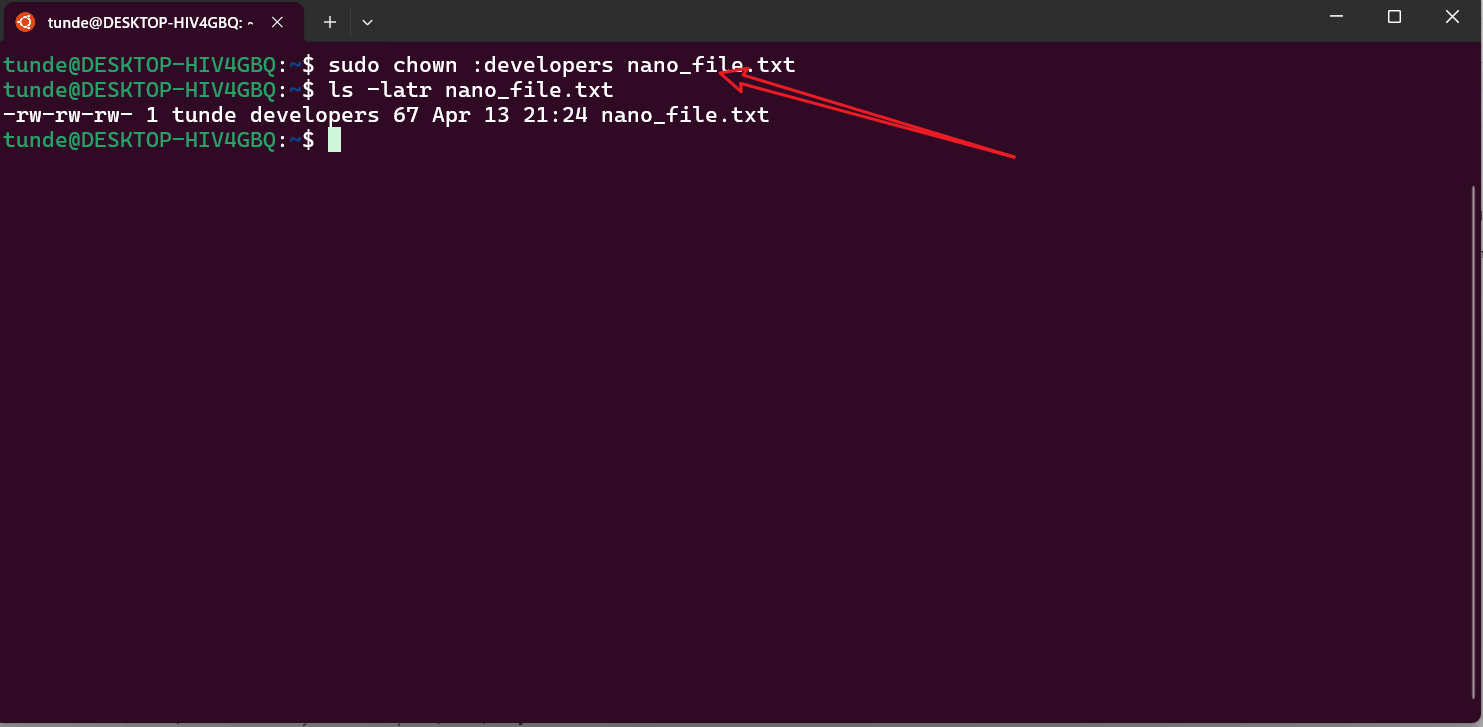 tunde@DESKTOP-HIV4GBQ: ~
tunde@DESKTOP-HIV4GBQ:~$ sudo chown :developers nano_file.txt
tunde@DESKTOP-HIV4GBQ:~$ ls -latr nano_file.txt
-rw-rw-rw- 1 tunde developers 67 Apr 13 21:24 nano_file.txt
tunde@DESKTOP-HIV4GBQ:~$